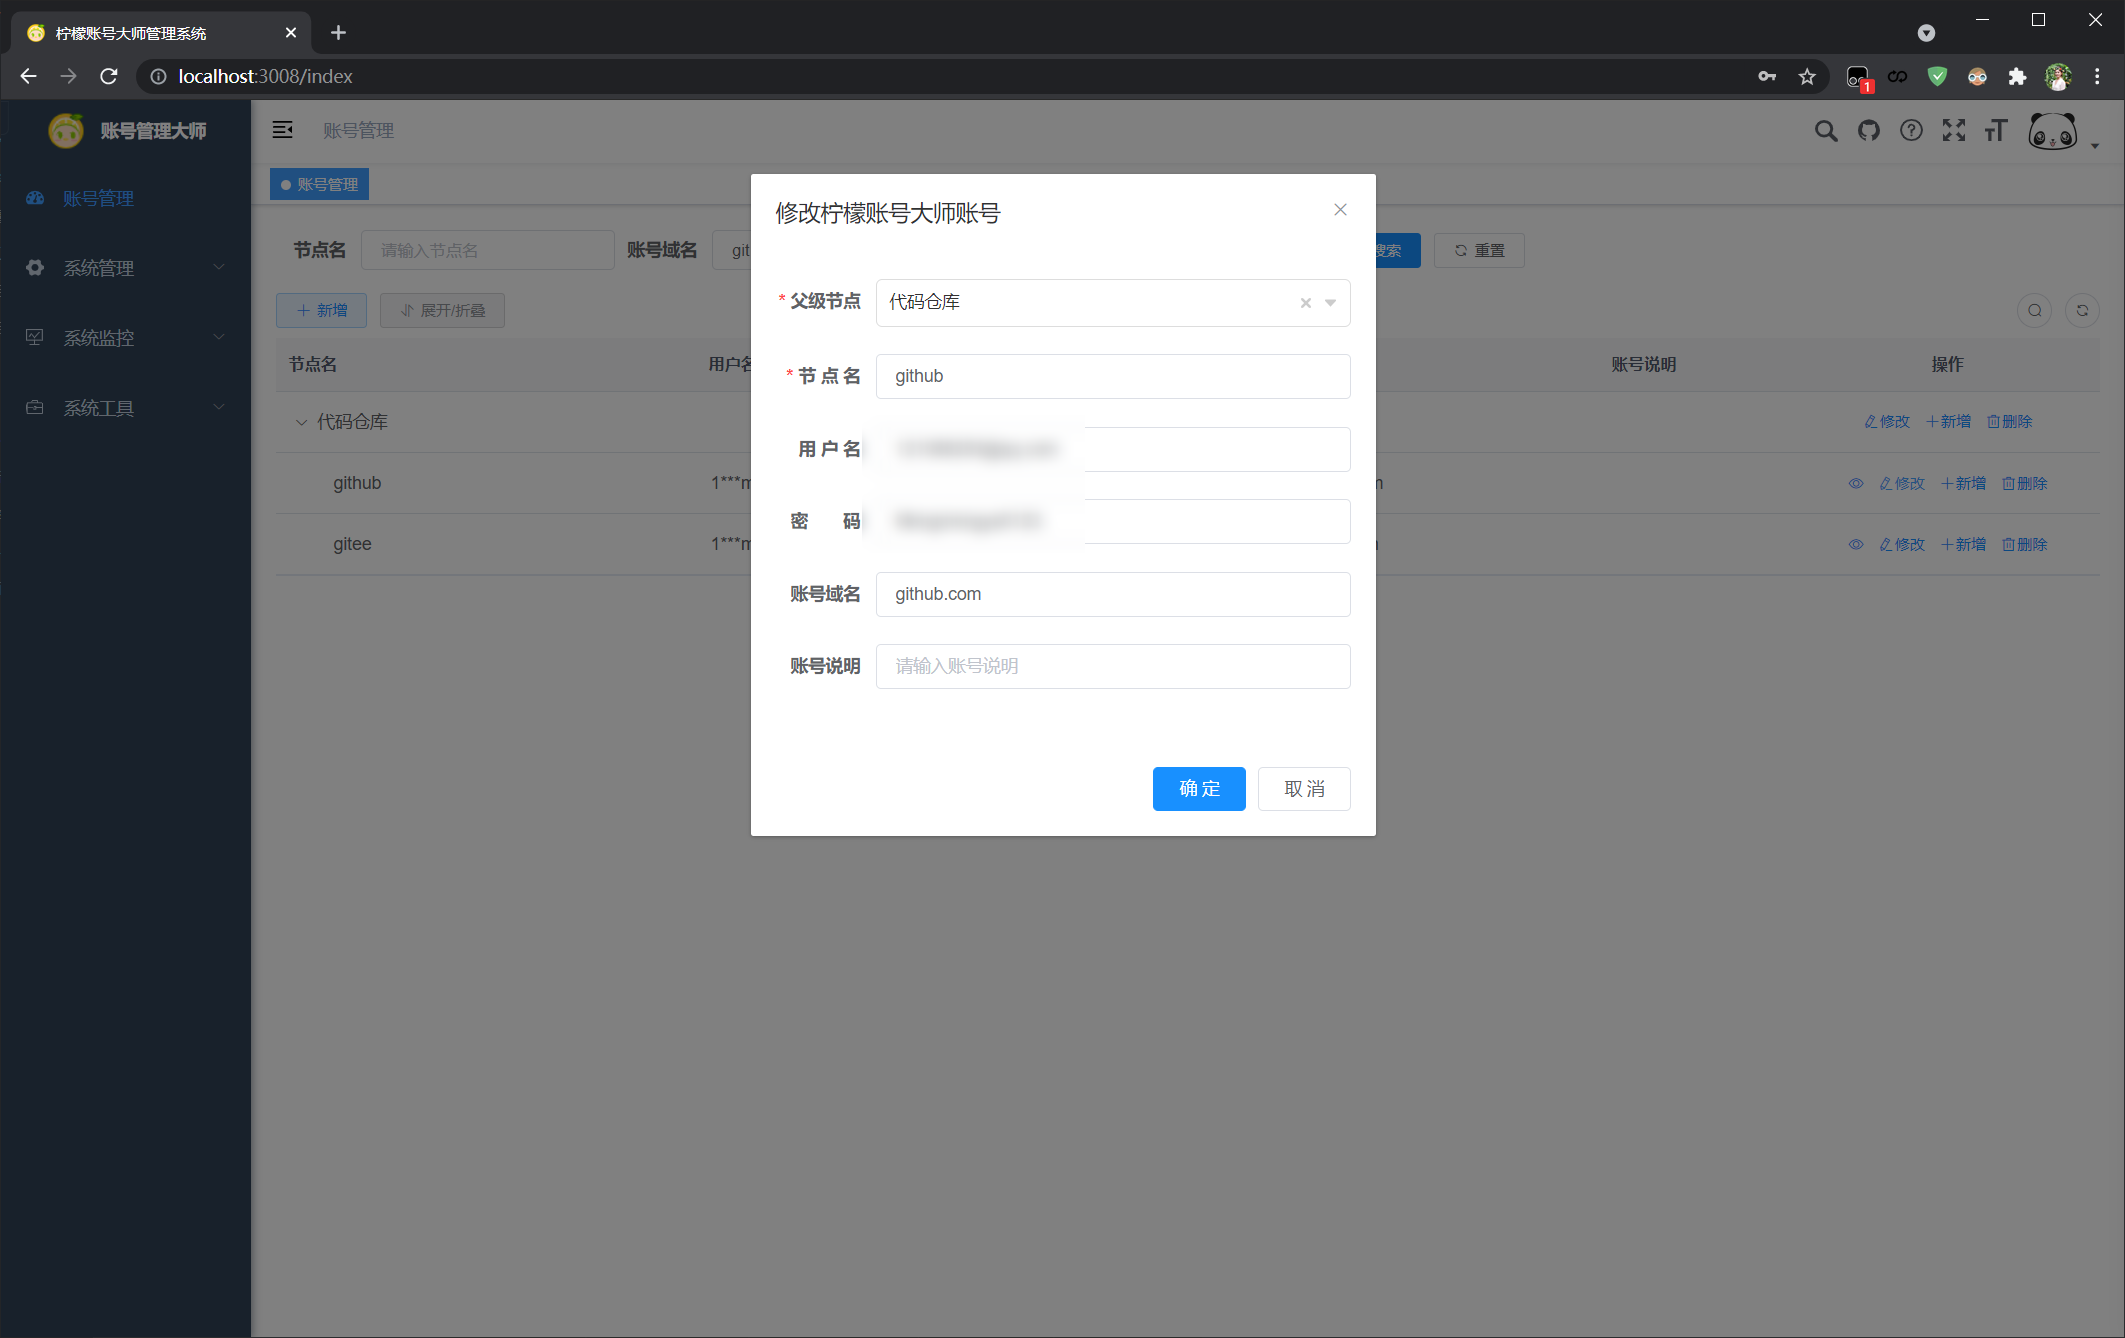 柠檬账号大师管理系统
localhost:3008/index
1
账号管理大师
账号管理
账号管理
账号管理
系统管理
系统监控
系统工具
节点名 请输入节点名 账号域名 git 搜索 重置
新增 展开/折叠
节点名 用户名 账号说明 操作
代码仓库 修改 新增 删除
github 1***m m 修改 新增 删除
gitee 1***m 修改 新增 删除
修改柠檬账号大师账号
* 父级节点 代码仓库
* 节点名 github
用户名
密 码
账号域名 github.com
账号说明 请输入账号说明
确定 取消